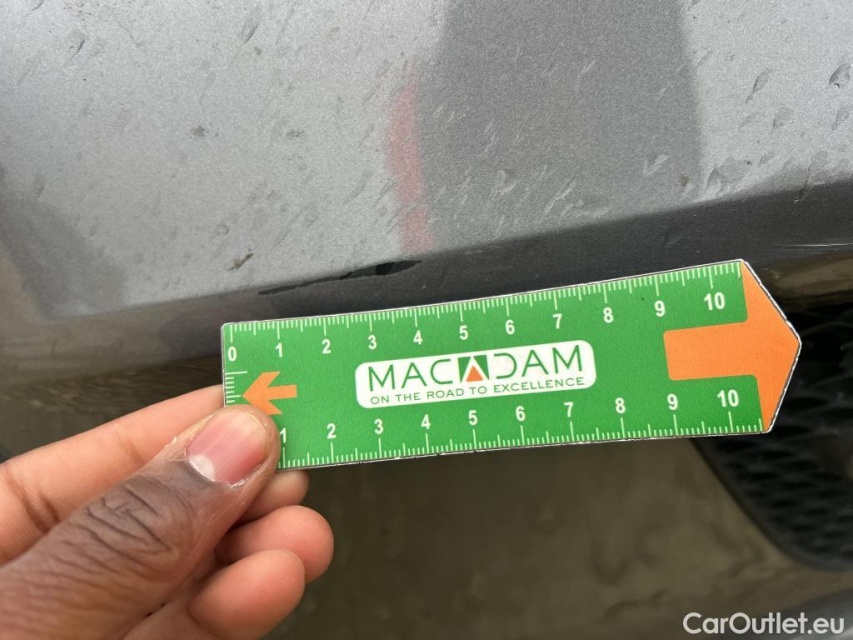 0 1 2 3 4 5 6 7 8 9 10
MACADAM
ON THE ROAD TO EXCELLENCE
1 2 3 4 5 6 7 8 9 10
CarOutlet.eu